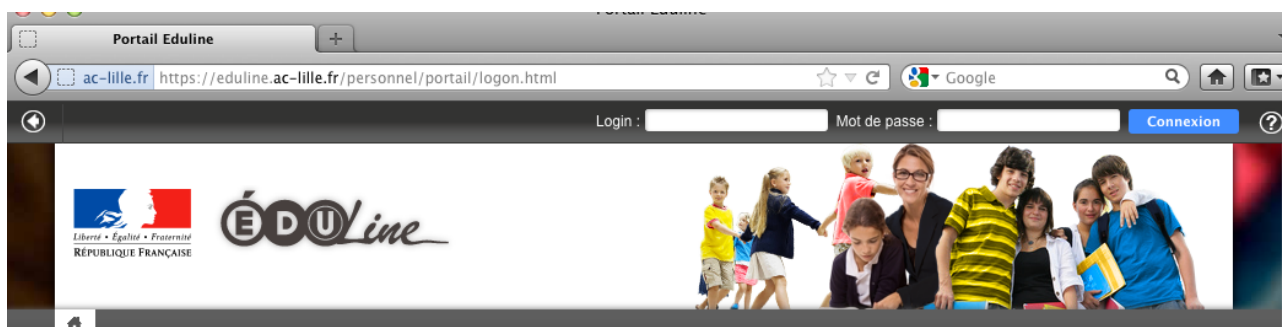 Portail Eduline
Portail Eduline
ac-lille.fr https://eduline.ac-lille.fr/personnel/portail/logon.html Google
Login : Mot de passe : Connexion
Liberté • Égalité • Fraternité
RÉPUBLIQUE FRANÇAISE
ÉDULine